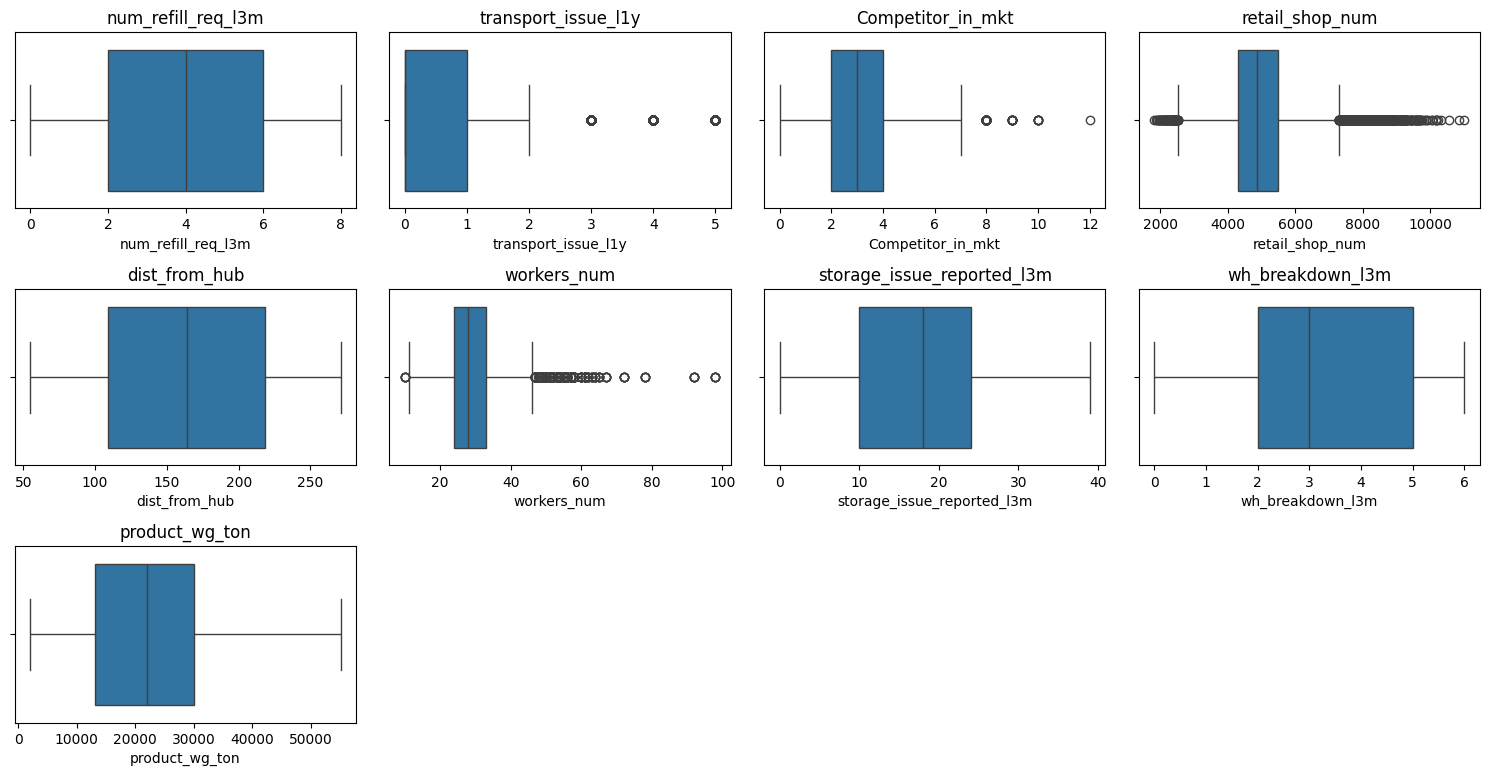 num_refill_req_l3m transport_issue_l1y Competitor_in_mkt retail_shop_num
0 2 4 6 8 0 1 2 3 4 5 0 2 4 6 8 10 12 2000 4000 6000 8000 10000
num_refill_req_l3m transport_issue_l1y Competitor_in_mkt retail_shop_num
dist_from_hub workers_num storage_issue_reported_l3m wh_breakdown_l3m
50 100 150 200 250 20 40 60 80 100 0 10 20 30 40 0 1 2 3 4 5 6
dist_from_hub workers_num storage_issue_reported_l3m wh_breakdown_l3m
product_wg_ton
0 10000 20000 30000 40000 50000
product_wg_ton